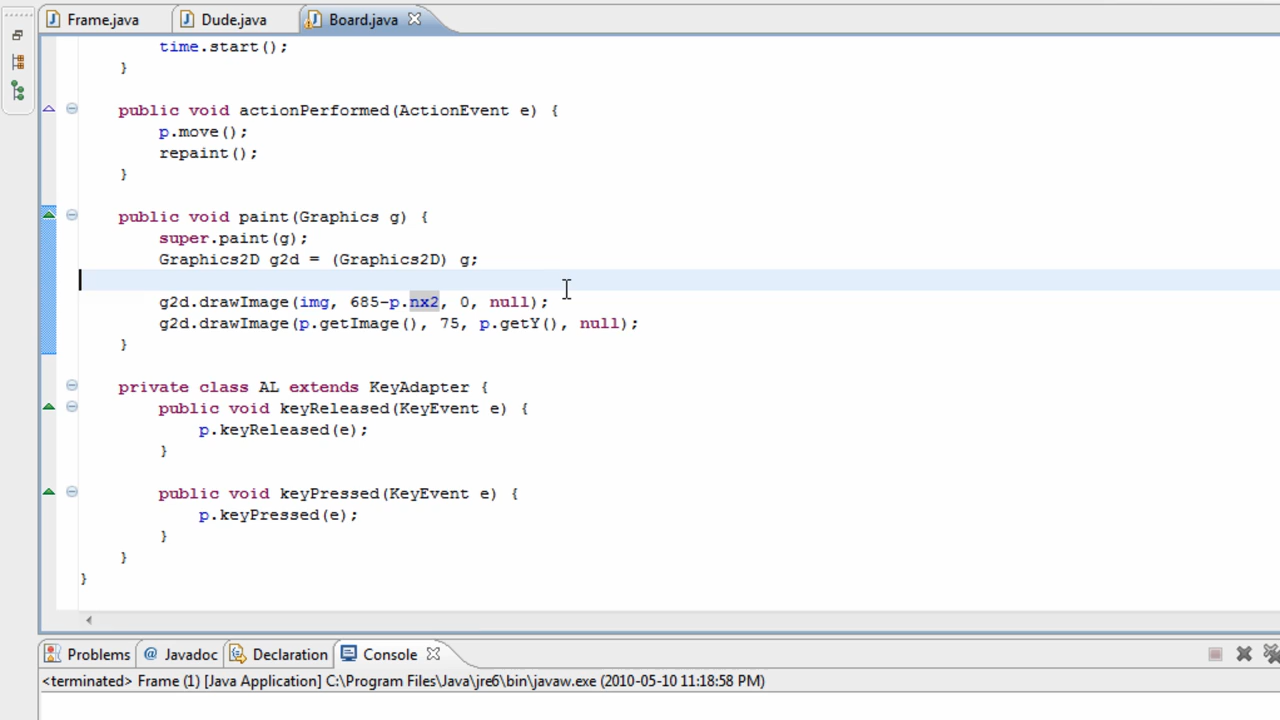 Frame.java Dude.java Board.java
time.start();
}
public void actionPerformed(ActionEvent e) {
p.move();
repaint();
}
public void paint(Graphics g) {
super.paint(g);
Graphics2D g2d = (Graphics2D) g;
g2d.drawImage(img, 685-p.nx2, 0, null);
g2d.drawImage(p.getImage(), 75, p.getY(), null);
}
private class AL extends KeyAdapter {
public void keyReleased(KeyEvent e) {
p.keyReleased(e);
}
public void keyPressed(KeyEvent e) {
p.keyPressed(e);
}
}
}
Problems @ Javadoc Declaration Console
<terminated> Frame (1) [Java Application] C:\Program Files\Java\jre6\bin\javaw.exe (2010-05-10 11:18:58 PM)